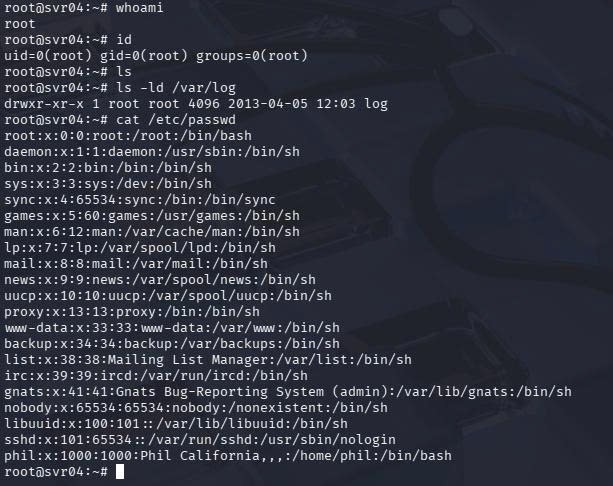 root@svr04:~# whoami
root
root@svr04:~# id
uid=0(root) gid=0(root) groups=0(root)
root@svr04:~# ls
root@svr04:~# ls -ld /var/log
drwxr-xr-x 1 root root 4096 2013-04-05 12:03 log
root@svr04:~# cat /etc/passwd
root:x:0:0:root:/root:/bin/bash
daemon:x:1:1:daemon:/usr/sbin:/bin/sh
bin:x:2:2:bin:/bin:/bin/sh
sys:x:3:3:sys:/dev:/bin/sh
sync:x:4:65534:sync:/bin:/bin/sync
games:x:5:60:games:/usr/games:/bin/sh
man:x:6:12:man:/var/cache/man:/bin/sh
lp:x:7:7:lp:/var/spool/lpd:/bin/sh
mail:x:8:8:mail:/var/mail:/bin/sh
news:x:9:9:news:/var/spool/news:/bin/sh
uucp:x:10:10:uucp:/var/spool/uucp:/bin/sh
proxy:x:13:13:proxy:/bin:/bin/sh
www-data:x:33:33:www-data:/var/www:/bin/sh
backup:x:34:34:backup:/var/backups:/bin/sh
list:x:38:38:Mailing List Manager:/var/list:/bin/sh
irc:x:39:39:ircd:/var/run/ircd:/bin/sh
gnats:x:41:41:Gnats Bug-Reporting System (admin):/var/lib/gnats:/bin/sh
nobody:x:65534:65534:nobody:/nonexistent:/bin/sh
libuuid:x:100:101::/var/lib/libuuid:/bin/sh
sshd:x:101:65534::/var/run/sshd:/usr/sbin/nologin
phil:x:1000:1000:Phil California,,,:/home/phil:/bin/bash
root@svr04:~#